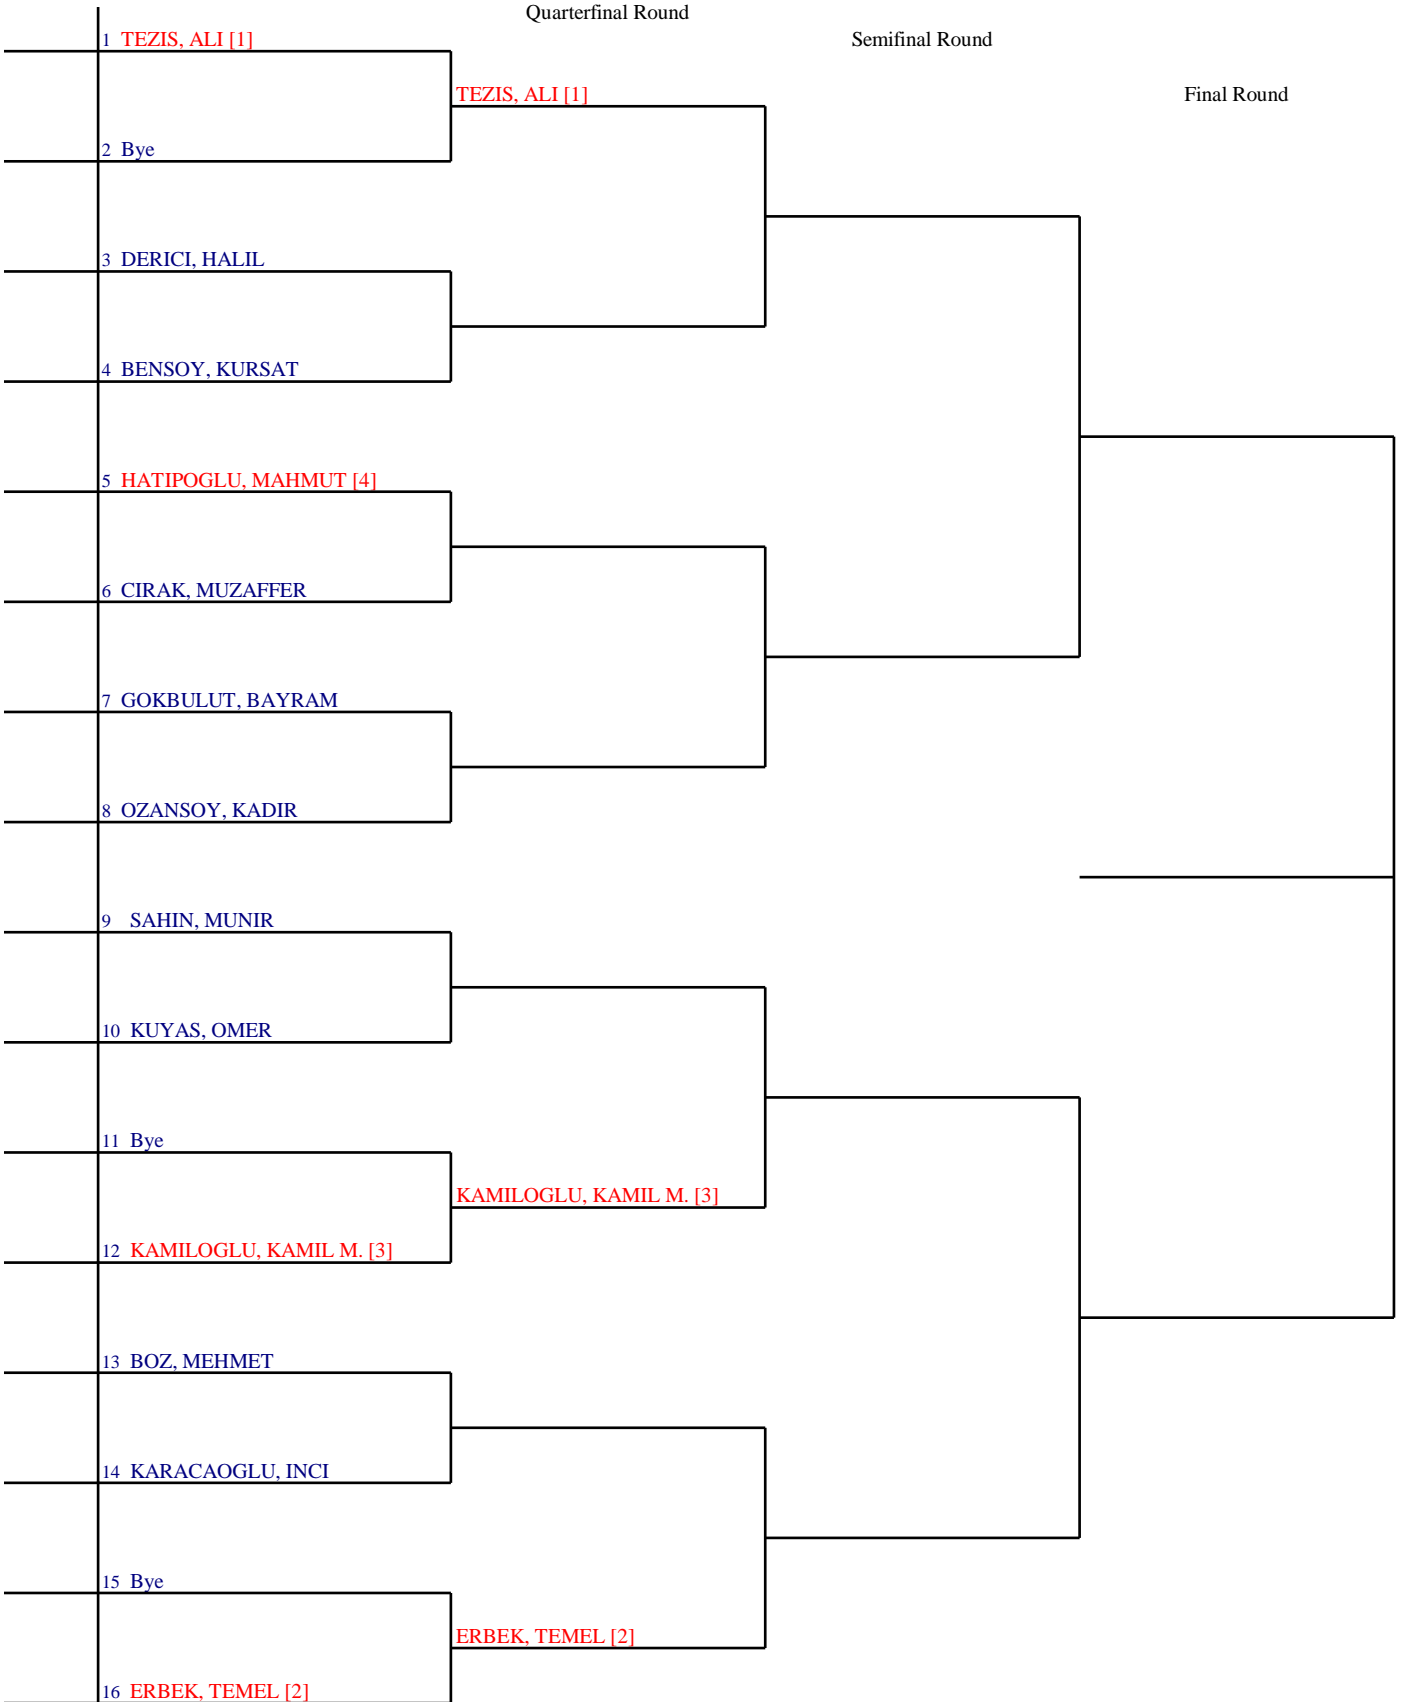 Quarterfinal Round
1 TEZIS, ALI [1]
Semifinal Round
TEZIS, ALI [1]
Final Round
2 Bye
3 DERICI, HALIL
4 BENSOY, KURSAT
5 HATIPOGLU, MAHMUT [4]
6 CIRAK, MUZAFFER
7 GOKBULUT, BAYRAM
8 OZANSOY, KADIR
9 SAHIN, MUNIR
10 KUYAS, OMER
11 Bye
KAMILOGLU, KAMIL M. [3]
12 KAMILOGLU, KAMIL M. [3]
13 BOZ, MEHMET
14 KARACAOGLU, INCI
15 Bye
ERBEK, TEMEL [2]
16 ERBEK, TEMEL [2]